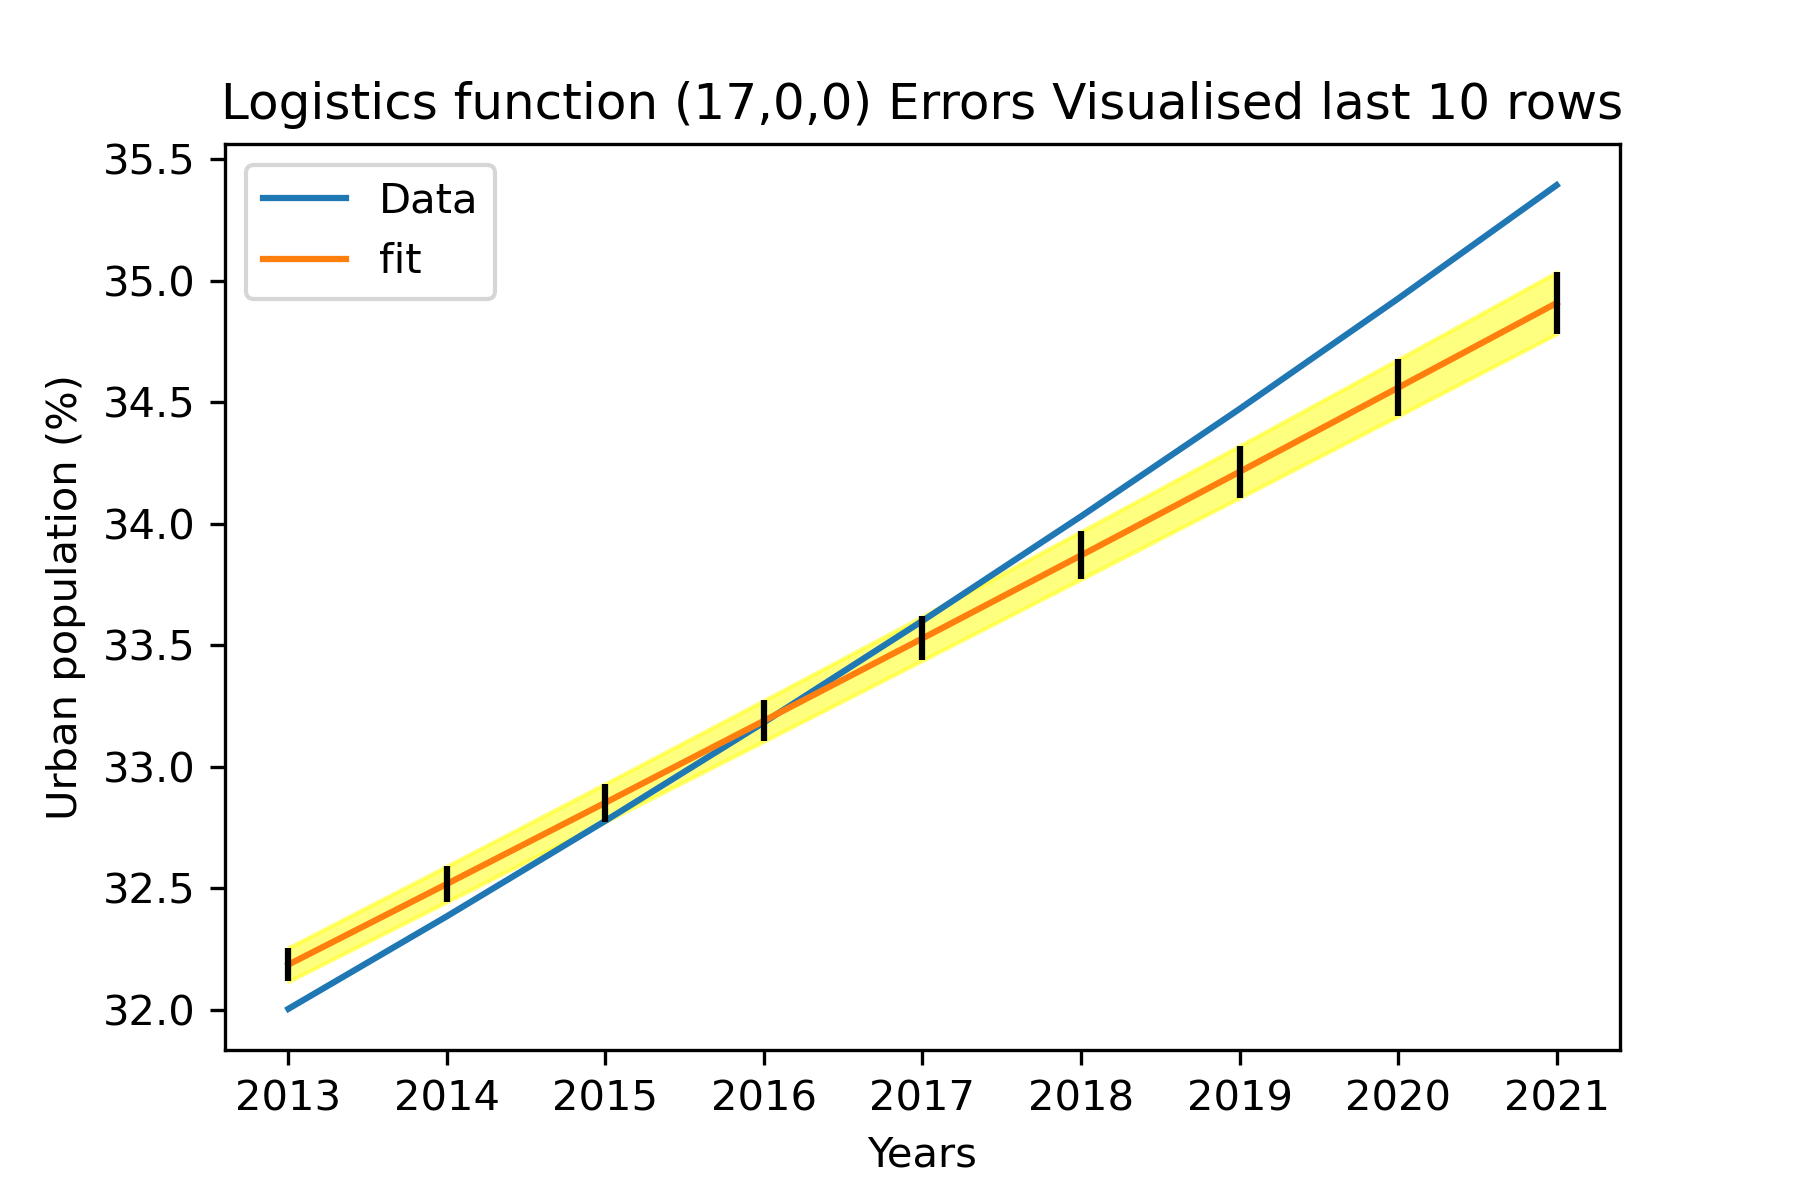 Logistics function (17,0,0) Errors Visualised last 10 rows
35.5
35.0
34.5
34.0
33.5
33.0
32.5
32.0
Urban population (%)
Data
fit
2013 2014 2015 2016 2017 2018 2019 2020 2021
Years